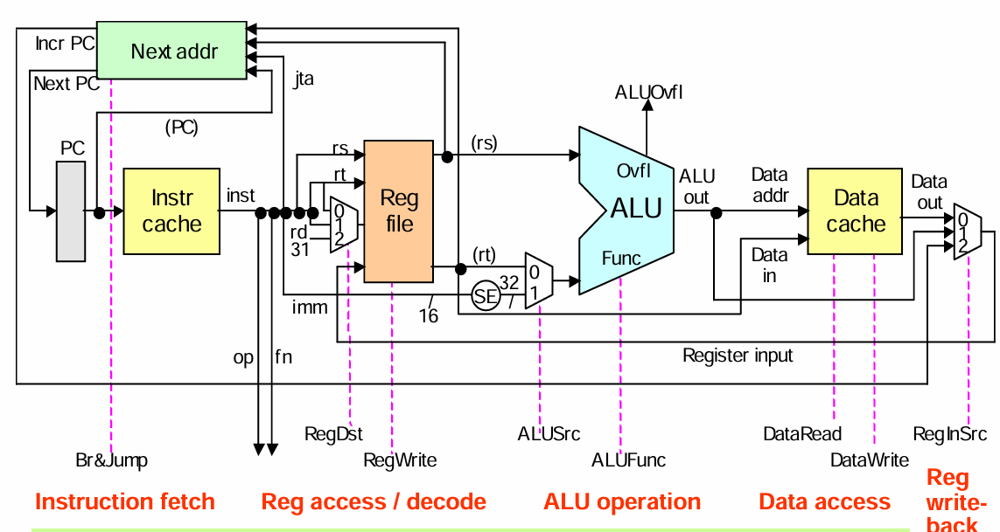 Incr PC
Next addr
Next PC
jta
ALUOvfl
(PC)
PC
rs
(rs)
rt
Ovfl
Instr
cache
inst
Reg
file
ALU
ALU
out
Data
addr
Data
cache
Data
out
0
1
2
rd
31
0
1
2
(rt)
Func
Data
in
0
1
SE
32
imm
16
op
fn
Register input
RegDst
ALUSrc
DataRead
RegInSrc
Br&Jump
RegWrite
ALUFunc
DataWrite
Instruction fetch
Reg access / decode
ALU operation
Data access
Reg
write-
back